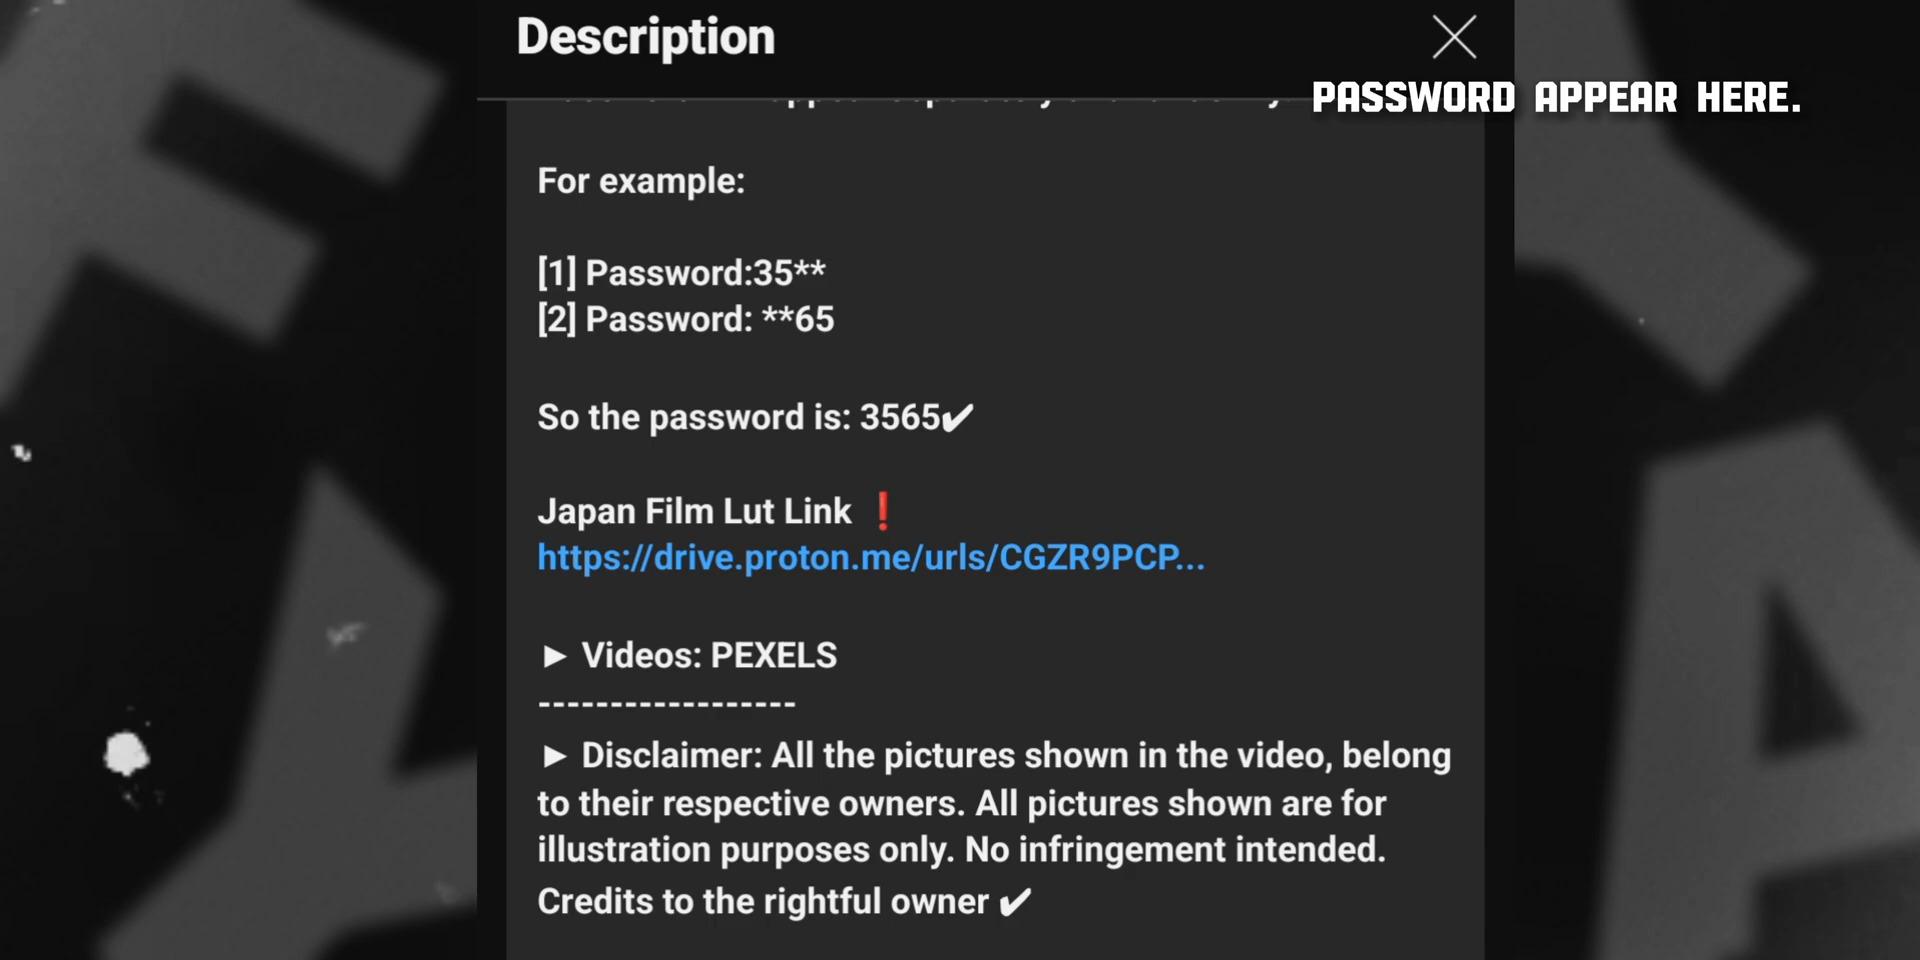 Description
PASSWORD APPEAR HERE.
For example:
[1] Password:35**
[2] Password: **65
So the password is: 3565✔
Japan Film Lut Link ❗
https://drive.proton.me/urls/CGZR9PCP...
► Videos: PEXELS
------------------
► Disclaimer: All the pictures shown in the video, belong
to their respective owners. All pictures shown are for
illustration purposes only. No infringement intended.
Credits to the rightful owner ✔